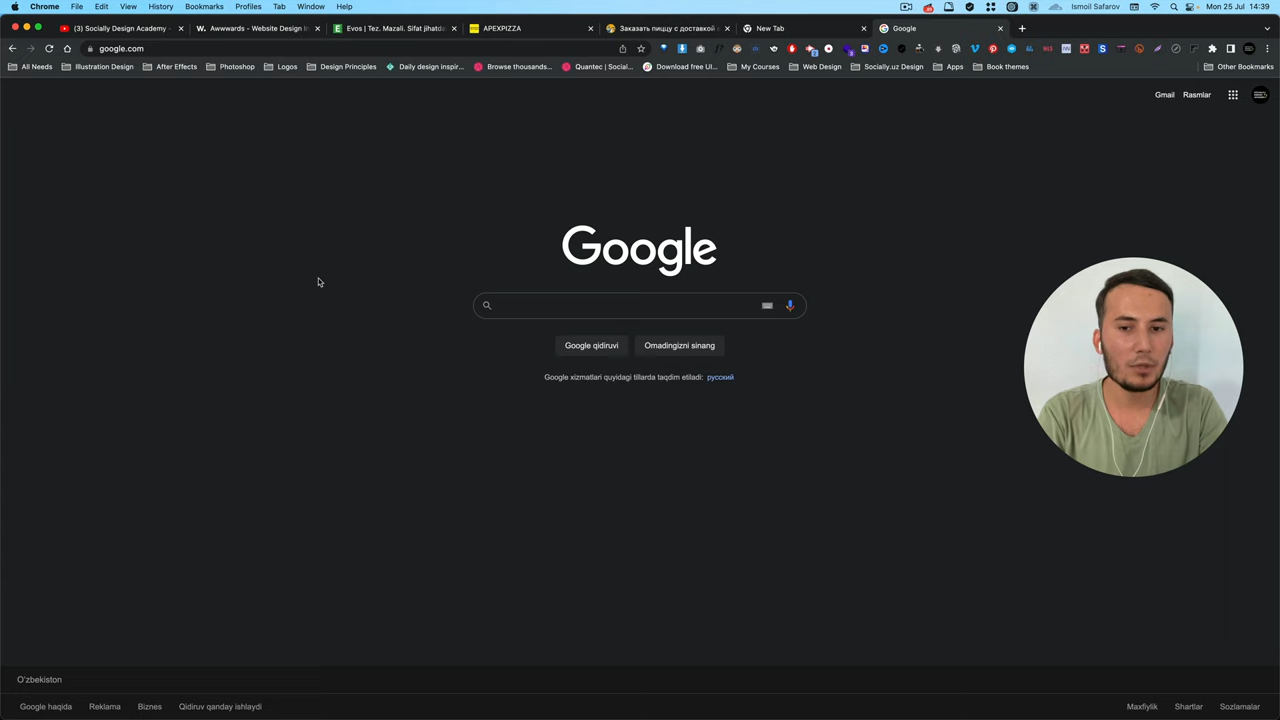 Chrome File Edit View History Bookmarks Profiles Tab Window Help Ismoil Safarov Mon 25 Jul 14:39
(3) Socially Design Academy - Awwards - Website Design I Evos | Tez. Mazali. Sifat jihatda APEXPIZZA Заказать пиццу с доставкой New Tab Google
google.com
All Needs Illustration Design After Effects Photoshop Logos Design Principles Daily design inspir... Browse thousands... Quantec | Social... Download free UI... My Courses Web Design Socially.uz Design Apps Book themes Other Bookmarks
Gmail Rasmlar
Google
Google qidiruvi Omadingizni sinang
Google xizmatlari quyidagi tillarda taqdim etiladi: русский
Oʻzbekiston
Google haqida Reklama Biznes Qidiruv qanday ishlaydi Maxfiylik Shartlar Sozlamalar